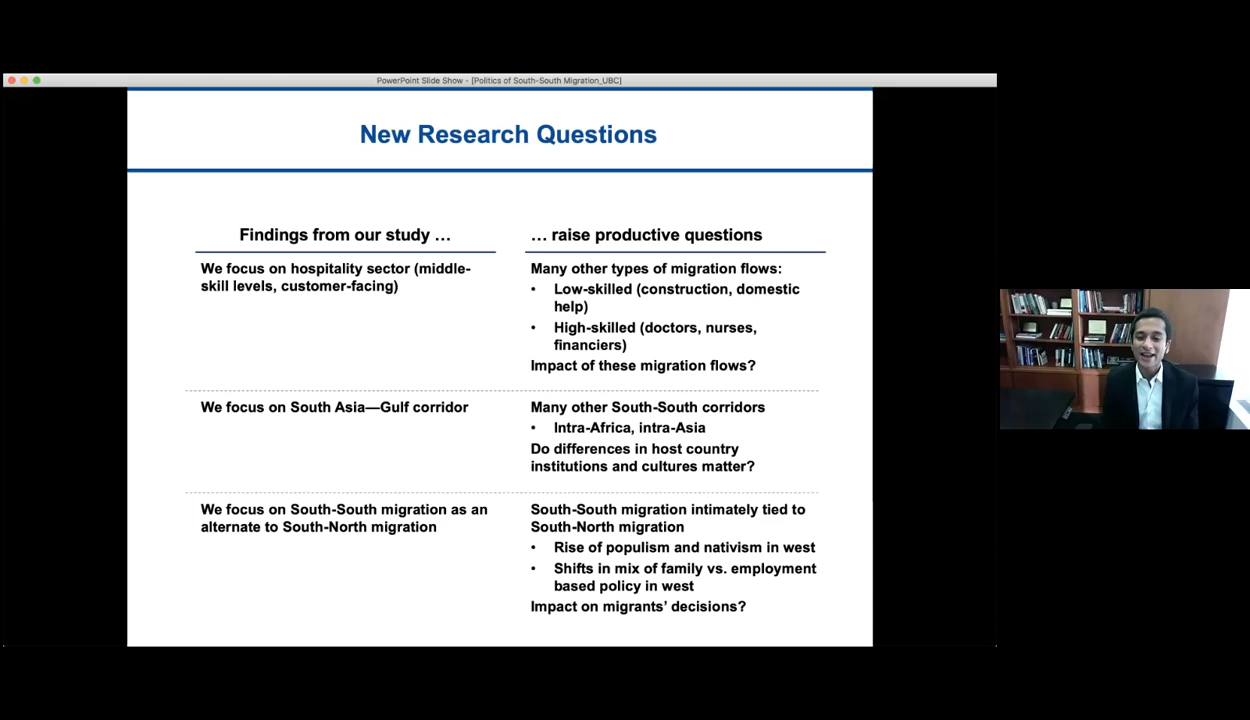 PowerPoint Slide Show - [Politics of South-South Migration_UBC]
New Research Questions
Findings from our study …
… raise productive questions
We focus on hospitality sector (middle-
skill levels, customer-facing)
Many other types of migration flows:
• Low-skilled (construction, domestic
help)
• High-skilled (doctors, nurses,
financiers)
Impact of these migration flows?
We focus on South Asia—Gulf corridor
Many other South-South corridors
• Intra-Africa, intra-Asia
Do differences in host country
institutions and cultures matter?
We focus on South-South migration as an
alternate to South-North migration
South-South migration intimately tied to
South-North migration
• Rise of populism and nativism in west
• Shifts in mix of family vs. employment
based policy in west
Impact on migrants’ decisions?